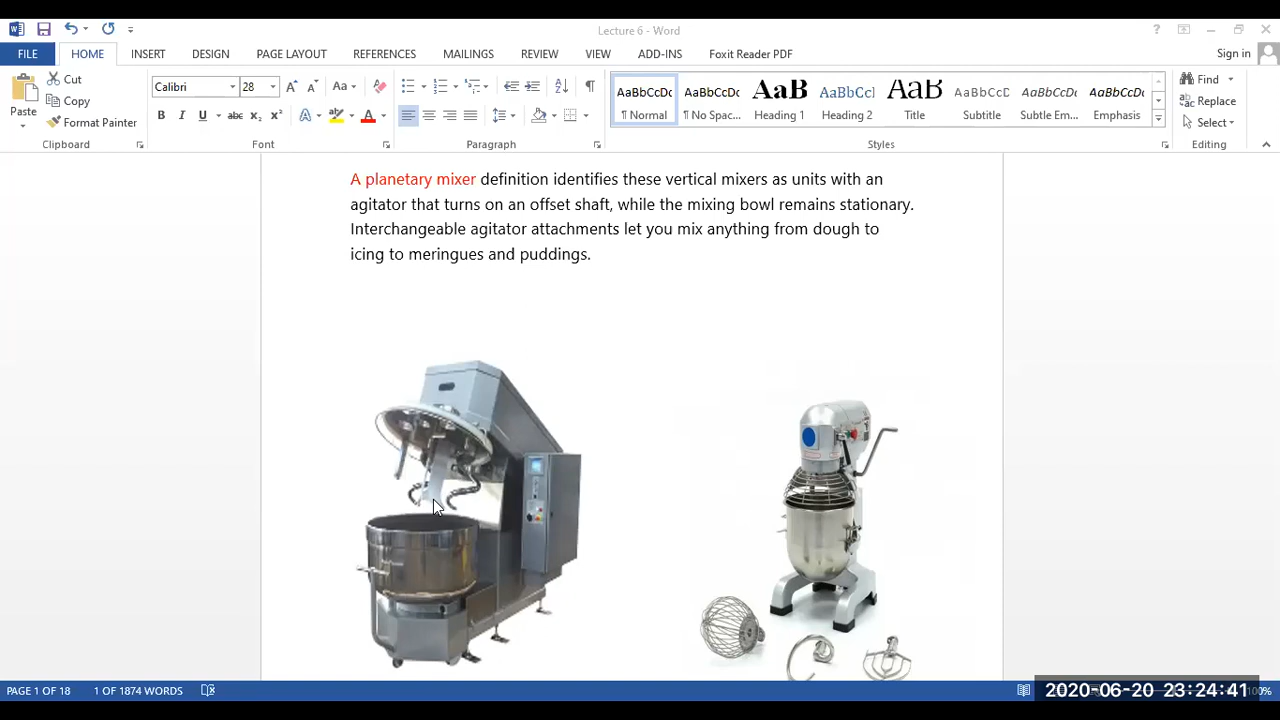 Lecture 6 - Word
FILE HOME INSERT DESIGN PAGE LAYOUT REFERENCES MAILINGS REVIEW VIEW ADD-INS Foxit Reader PDF Sign in
Paste
Cut
Copy
Format Painter
Clipboard
Calibri 28
Font
Paragraph
AaBbCcDc AaBbCcDc AaB AaBbCcI AaB AaBbCcD AaBbCcDc AaBbCcDc
¶ Normal ¶ No Spac... Heading 1 Heading 2 Title Subtitle Subtle Em... Emphasis
Styles
Find
Replace
Select
Editing
A planetary mixer definition identifies these vertical mixers as units with an
agitator that turns on an offset shaft, while the mixing bowl remains stationary.
Interchangeable agitator attachments let you mix anything from dough to
icing to meringues and puddings.
PAGE 1 OF 18 1 OF 1874 WORDS
2020-06-20 23:24:41
100%